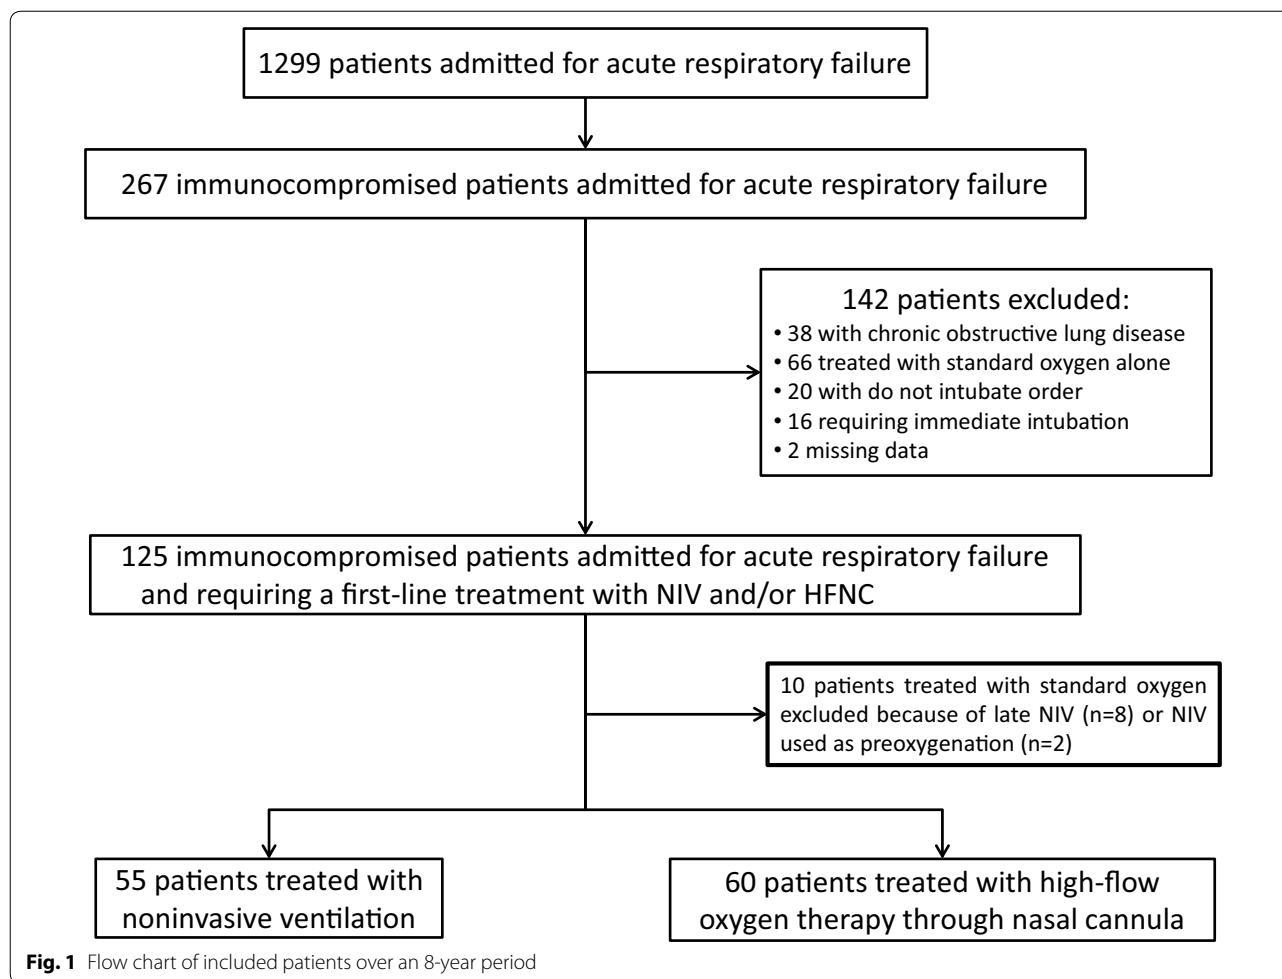 1299 patients admitted for acute respiratory failure
267 immunocompromised patients admitted for acute respiratory failure
142 patients excluded:
• 38 with chronic obstructive lung disease
• 66 treated with standard oxygen alone
• 20 with do not intubate order
• 16 requiring immediate intubation
• 2 missing data
125 immunocompromised patients admitted for acute respiratory failure
and requiring a first-line treatment with NIV and/or HFNC
10 patients treated with standard oxygen
excluded because of late NIV (n=8) or NIV
used as preoxygenation (n=2)
55 patients treated with
noninvasive ventilation
60 patients treated with high-flow
oxygen therapy through nasal cannula
Fig. 1 Flow chart of included patients over an 8-year period